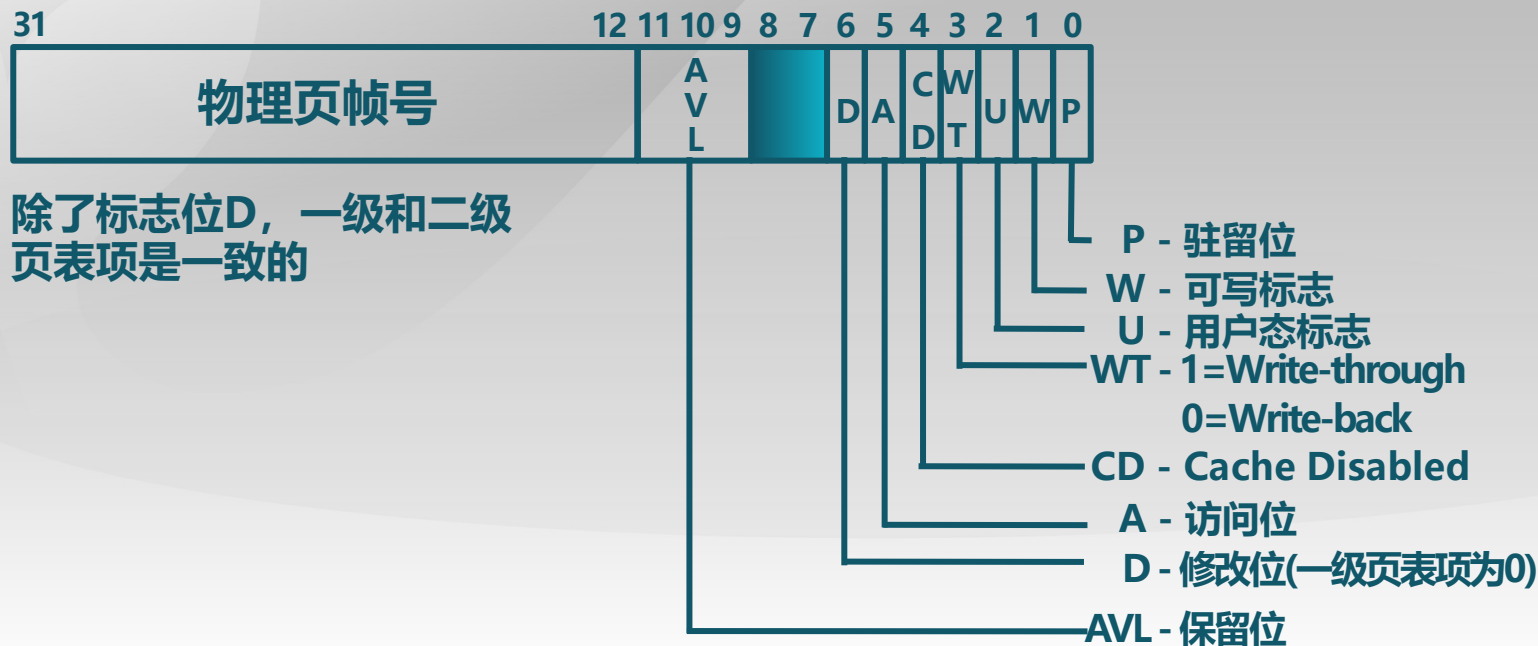 31 12 11 10 9 8 7 6 5 4 3 2 1 0
物理页帧号 AVL D A CD WT U W P
除了标志位D，一级和二级
页表项是一致的
P - 驻留位
W - 可写标志
U - 用户态标志
WT - 1=Write-through
0=Write-back
CD - Cache Disabled
A - 访问位
D - 修改位(一级页表项为0)
AVL - 保留位